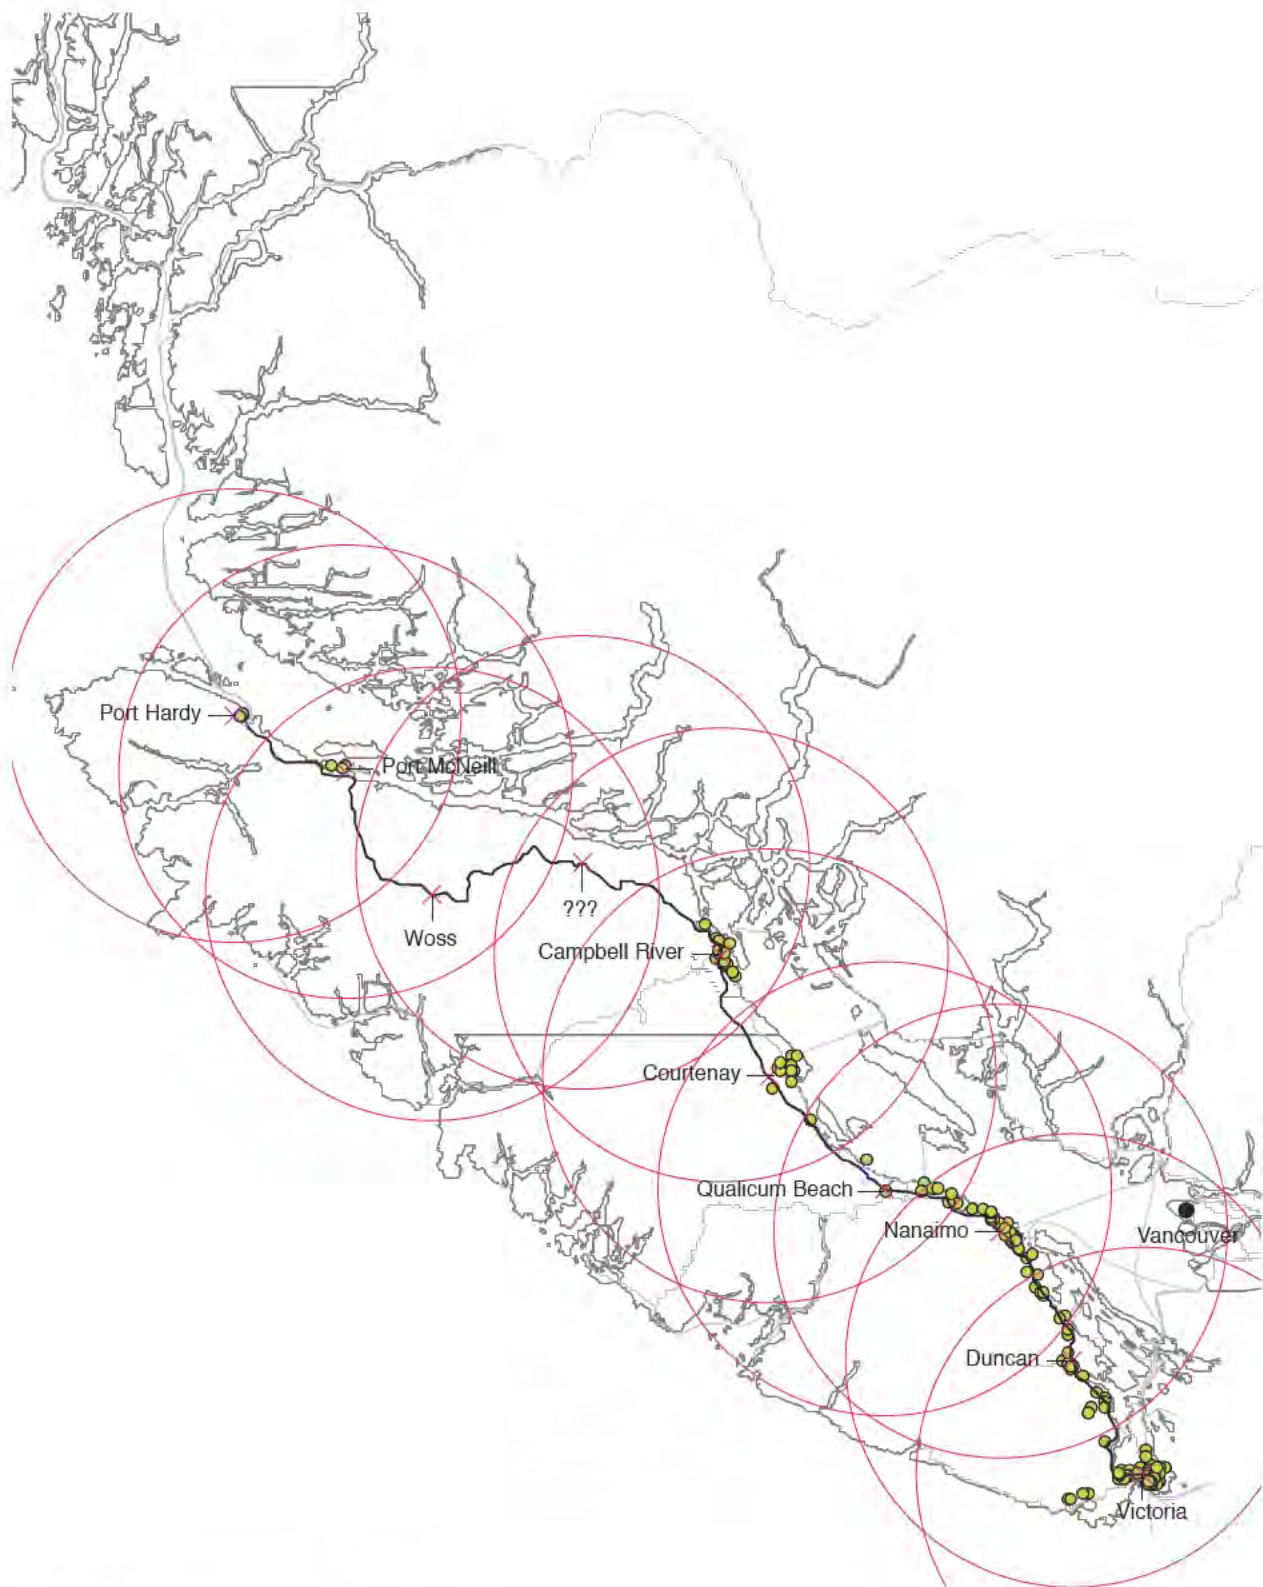 Port Hardy
Port McNeill
???
Woss
Campbell River
Courtenay
Qualicum Beach
Nanaimo
Vancouver
Duncan
Victoria